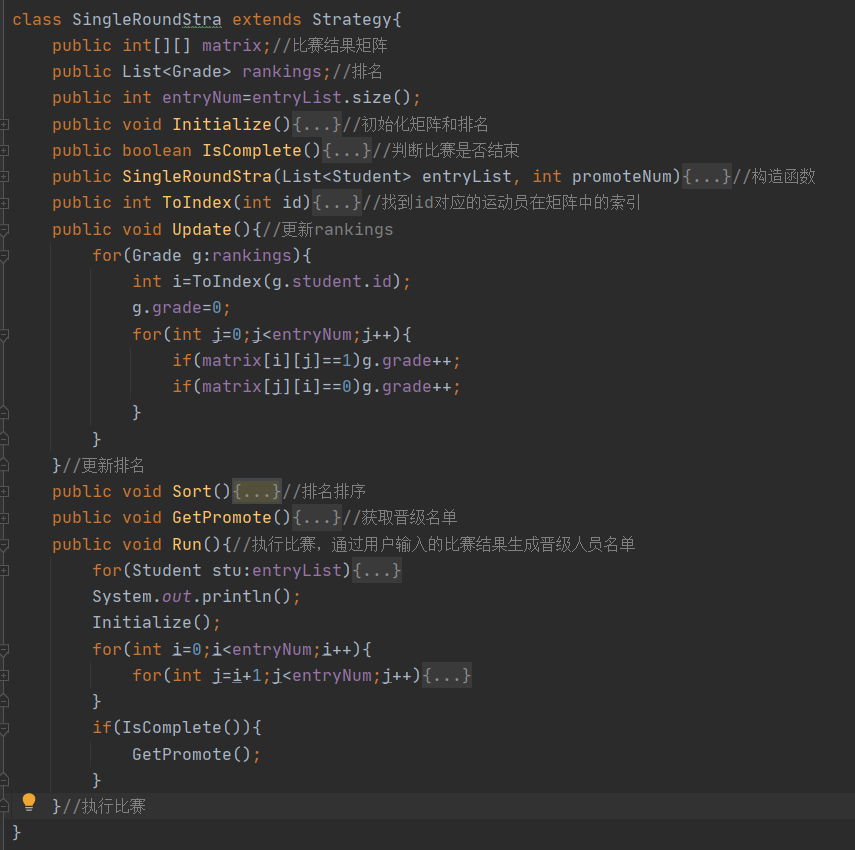 class SingleRoundStra extends Strategy{
    public int[][] matrix;//比赛结果矩阵
    public List<Grade> rankings;//排名
    public int entryNum=entryList.size();
    public void Initialize(){...}//初始化矩阵和排名
    public boolean IsComplete(){...}//判断比赛是否结束
    public SingleRoundStra(List<Student> entryList, int promoteNum){...}//构造函数
    public int ToIndex(int id){...}//找到id对应的运动员在矩阵中的索引
    public void Update(){//更新rankings
        for(Grade g:rankings){
            int i=ToIndex(g.student.id);
            g.grade=0;
            for(int j=0;j<entryNum;j++){
                if(matrix[i][j]==1)g.grade++;
                if(matrix[j][i]==0)g.grade++;
            }
        }
    }//更新排名
    public void Sort(){...}//排名排序
    public void GetPromote(){...}//获取晋级名单
    public void Run(){//执行比赛，通过用户输入的比赛结果生成晋级人员名单
        for(Student stu:entryList){...}
        System.out.println();
        Initialize();
        for(int i=0;i<entryNum;i++){
            for(int j=i+1;j<entryNum;j++){...}
        }
        if(IsComplete()){
            GetPromote();
        }
    }//执行比赛
}